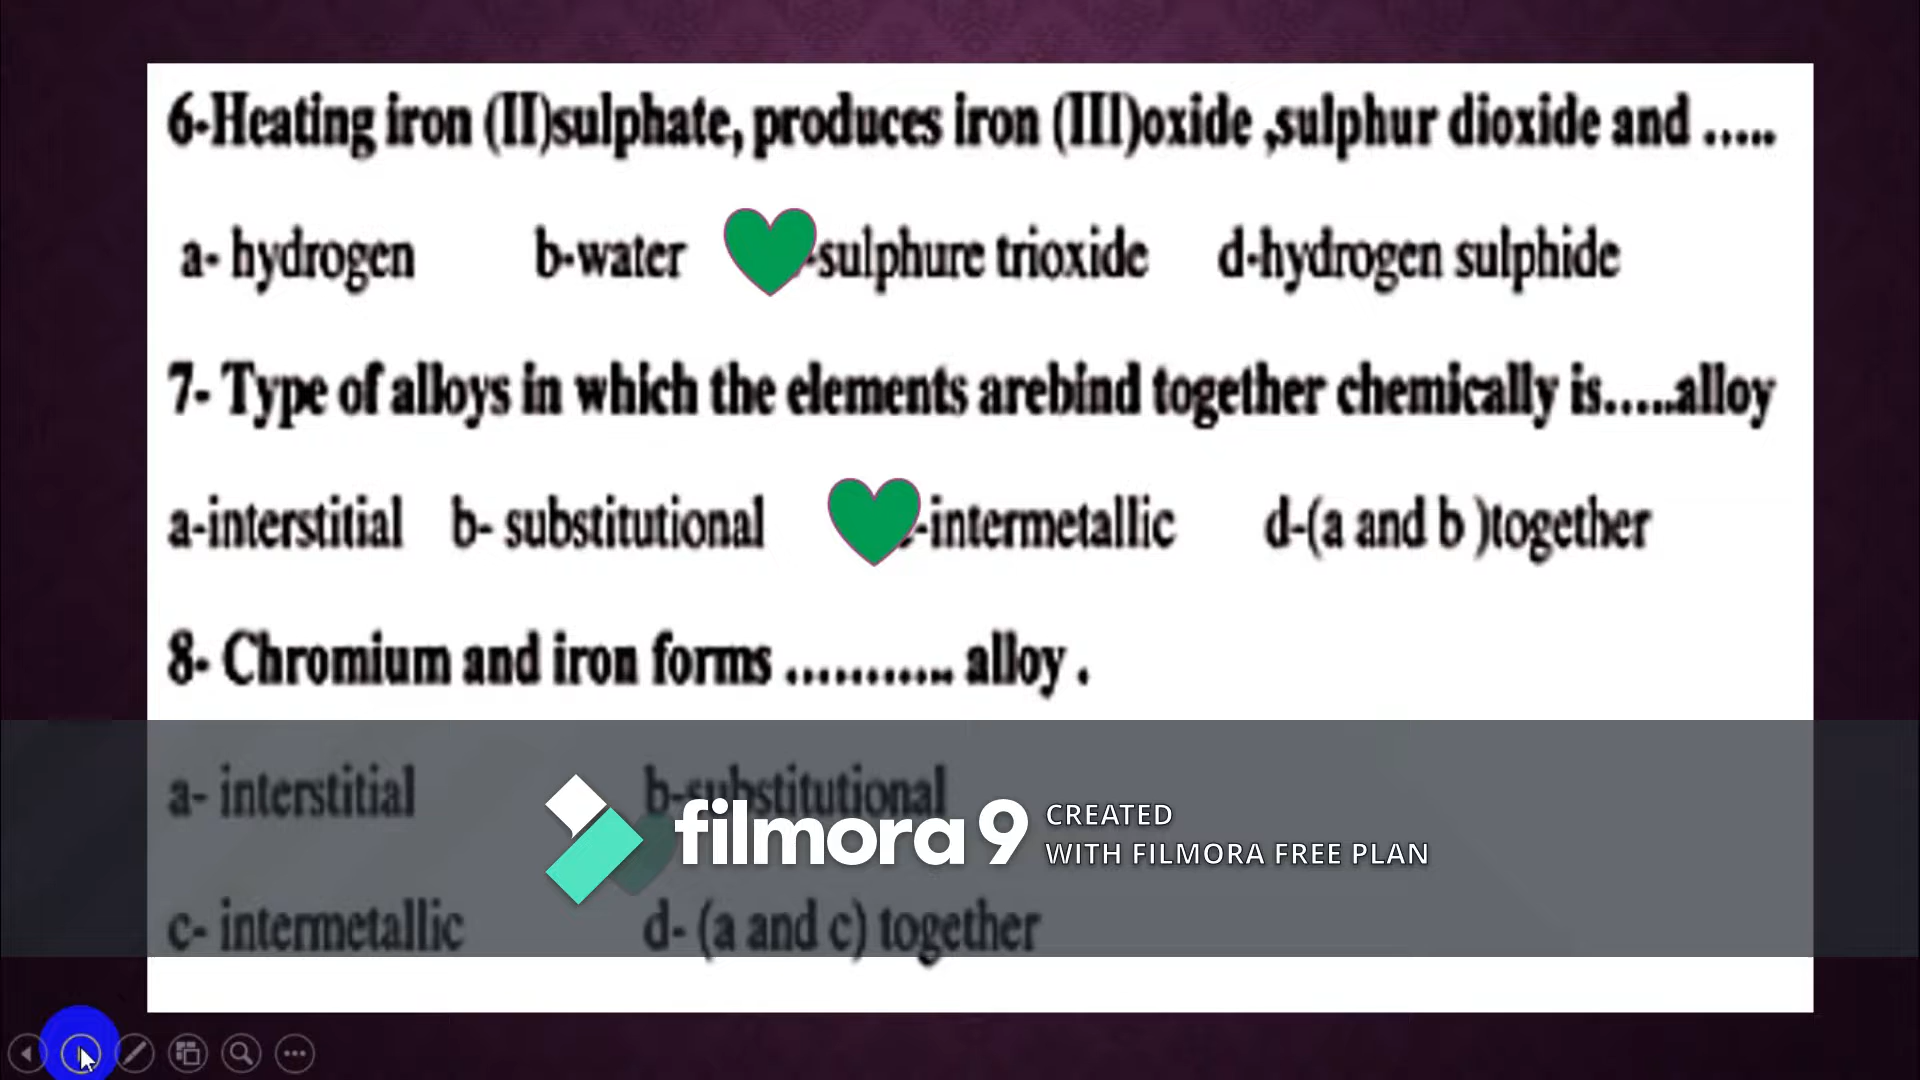 6-Heating iron (II)sulphate, produces iron (III)oxide ,sulphur dioxide and .....
a- hydrogen b-water -sulphure trioxide d-hydrogen sulphide
7- Type of alloys in which the elements arebind together chemically is.....alloy
a-interstitial b- substitutional -intermetallic d-(a and b )together
8- Chromium and iron forms ........... alloy .
a- interstitial b-substitutional
filmora 9 CREATED
WITH FILMORA FREE PLAN
c- intermetallic d- (a and c) together